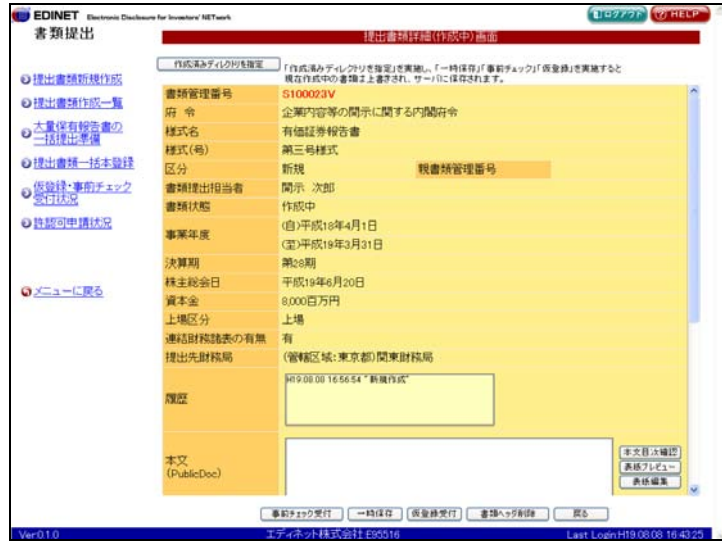 EDINET Electronic Disclosure for Investors' NETwork
ログアウト
HELP
書類提出
提出書類詳細(作成中)画面
作成済みディレクトリを指定
「作成済みディレクトリを指定」を実施し、「一時保存」「事前チェック」「仮登録」を実施すると
現在作成中の書類は上書きされ、サーバに保存されます。
提出書類新規作成
提出書類作成一覧
大量保有報告書の
一括提出準備
提出書類一括本登録
仮登録・事前チェック
受付状況
許認可申請状況
メニューに戻る
書類管理番号 S100023V
府 令 企業内容等の開示に関する内閣府令
様式名 有価証券報告書
様式(号) 第三号様式
区分 新規 親書類管理番号
書類提出担当者 開示 次郎
書類状態 作成中
事業年度 (自)平成18年4月1日
(至)平成19年3月31日
決算期 第28期
株主総会日 平成19年6月20日
資本金 8,000百万円
上場区分 上場
連結財務諸表の有無 有
提出先財務局 (管轄区域:東京都)関東財務局
履歴 H19.08.08 16:56:54 "新規作成"
本文
(PublicDoc)
本文目次確認
表紙プレビュー
表紙編集
事前チェック受付 一時保存 仮登録受付 書類ヘッダ削除 戻る
Ver0.1.0 エディネット株式会社 E95516 Last Login:H19.08.08 16:43:25